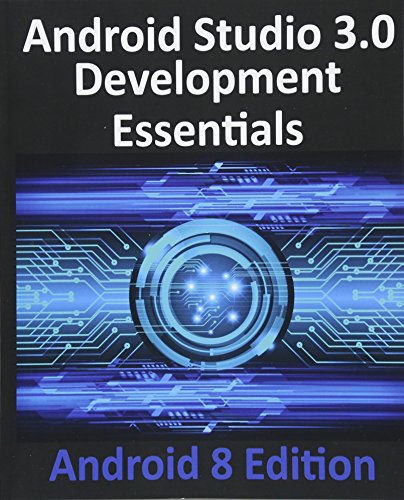 Android Studio 3.0
Development
Essentials
Android 8 Edition